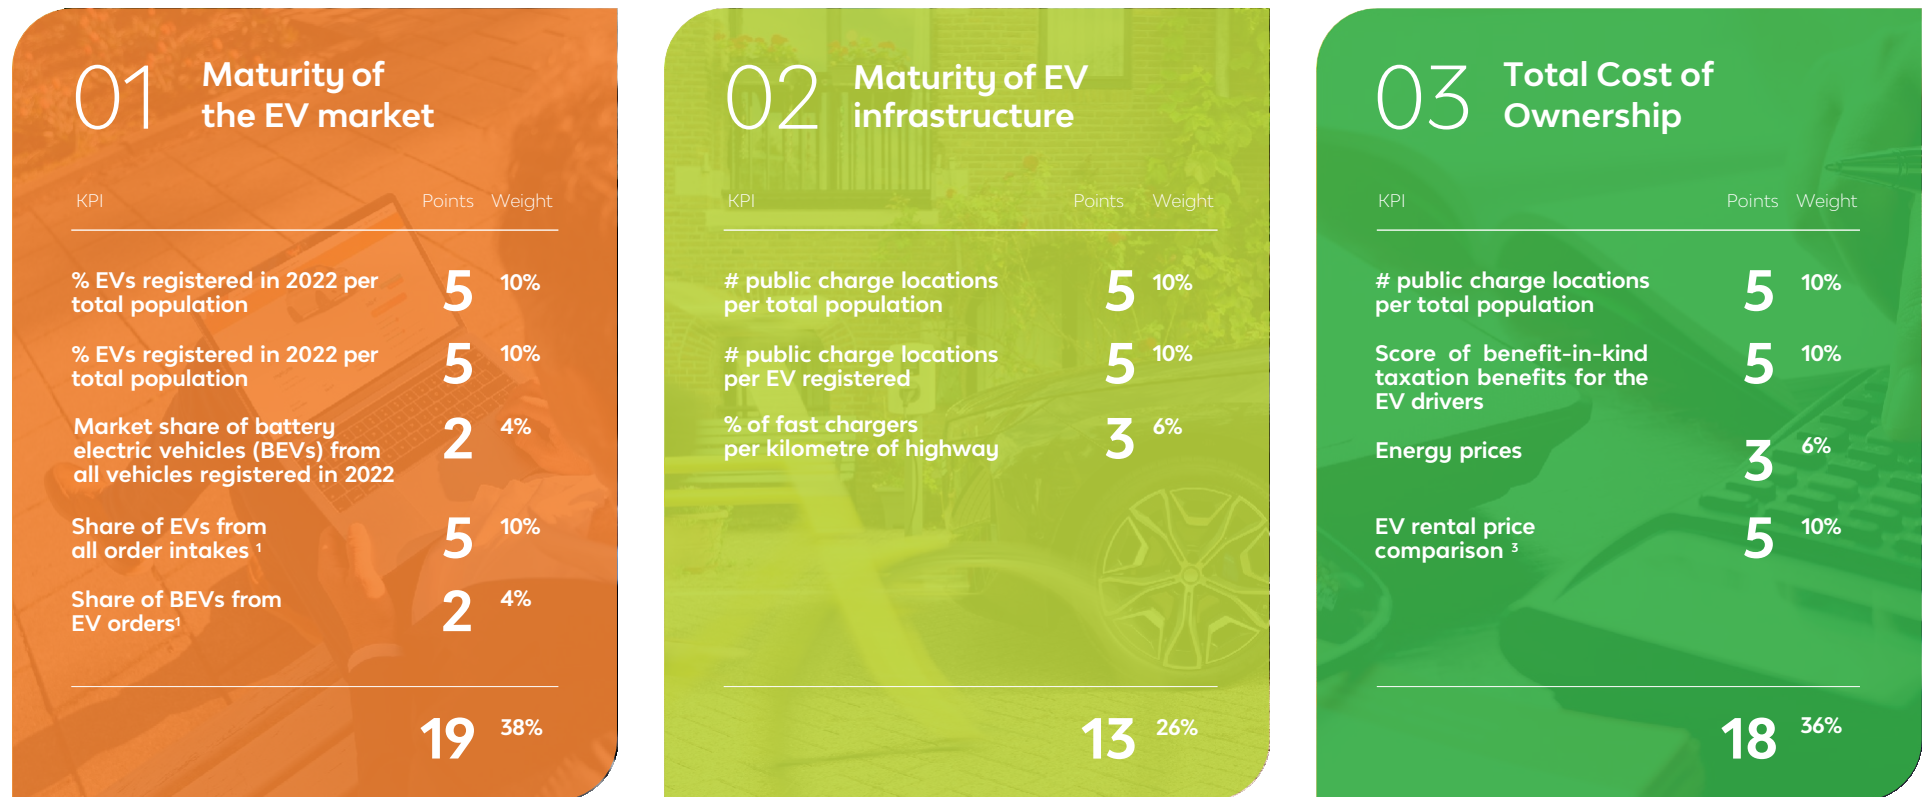 01
Maturity of
the EV market
KPI Points Weight
% EVs registered in 2022 per
total population
5 10%
% EVs registered in 2022 per
total population
5 10%
Market share of battery
electric vehicles (BEVs) from
all vehicles registered in 2022
2 4%
Share of EVs from
all order intakes ¹
5 10%
Share of BEVs from
EV orders¹
2 4%
19 38%
02
Maturity of EV
infrastructure
KPI Points Weight
# public charge locations
per total population
5 10%
# public charge locations
per EV registered
5 10%
% of fast chargers
per kilometre of highway
3 6%
13 26%
03
Total Cost of
Ownership
KPI Points Weight
# public charge locations
per total population
5 10%
Score of benefit-in-kind
taxation benefits for the
EV drivers
5 10%
Energy prices
3 6%
EV rental price
comparison ³
5 10%
18 36%